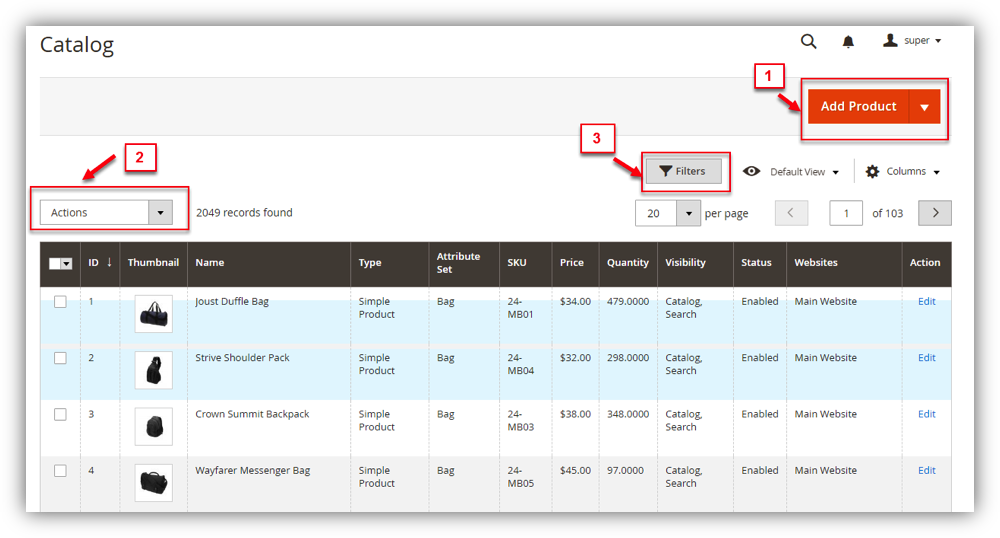 Catalog
super
1
Add Product
2
3
Filters
Default View
Columns
Actions
2049 records found
20
per page
1
of 103
ID ↓ Thumbnail Name Type Attribute Set SKU Price Quantity Visibility Status Websites Action
1 Joust Duffle Bag Simple Product Bag 24-MB01 $34.00 479.0000 Catalog, Search Enabled Main Website Edit
2 Strive Shoulder Pack Simple Product Bag 24-MB04 $32.00 298.0000 Catalog, Search Enabled Main Website Edit
3 Crown Summit Backpack Simple Product Bag 24-MB03 $38.00 348.0000 Catalog, Search Enabled Main Website Edit
4 Wayfarer Messenger Bag Simple Product Bag 24-MB05 $45.00 97.0000 Catalog, Search Enabled Main Website Edit